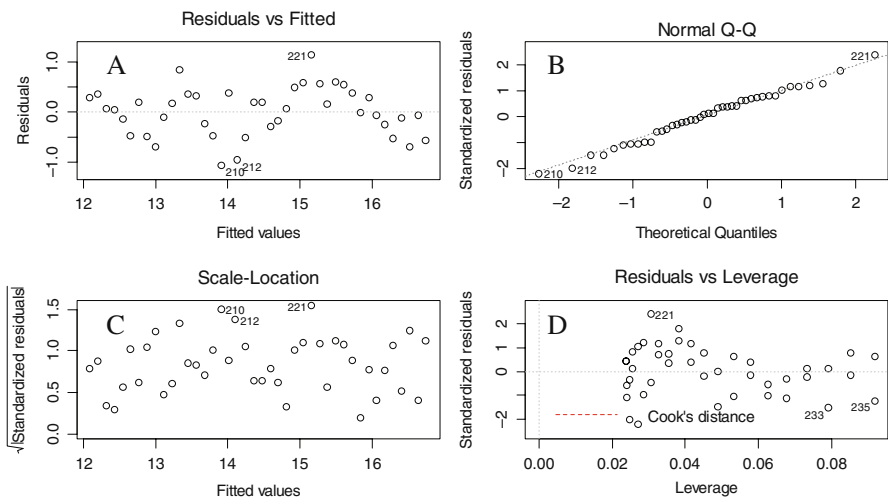 Residuals vs Fitted
A
221
210
212
Residuals
1.0
0.0
−1.0
12 13 14 15 16
Fitted values
Normal Q-Q
B
221
210
212
Standardized residuals
2
1
0
−2
−2 −1 0 1 2
Theoretical Quantiles
Scale-Location
C
210
212
221
√|Standardized residuals|
1.5
1.0
0.5
0.0
12 13 14 15 16
Fitted values
Residuals vs Leverage
D
221
233
235
Cook's distance
Standardized residuals
2
1
0
−2
0.00 0.02 0.04 0.06 0.08
Leverage